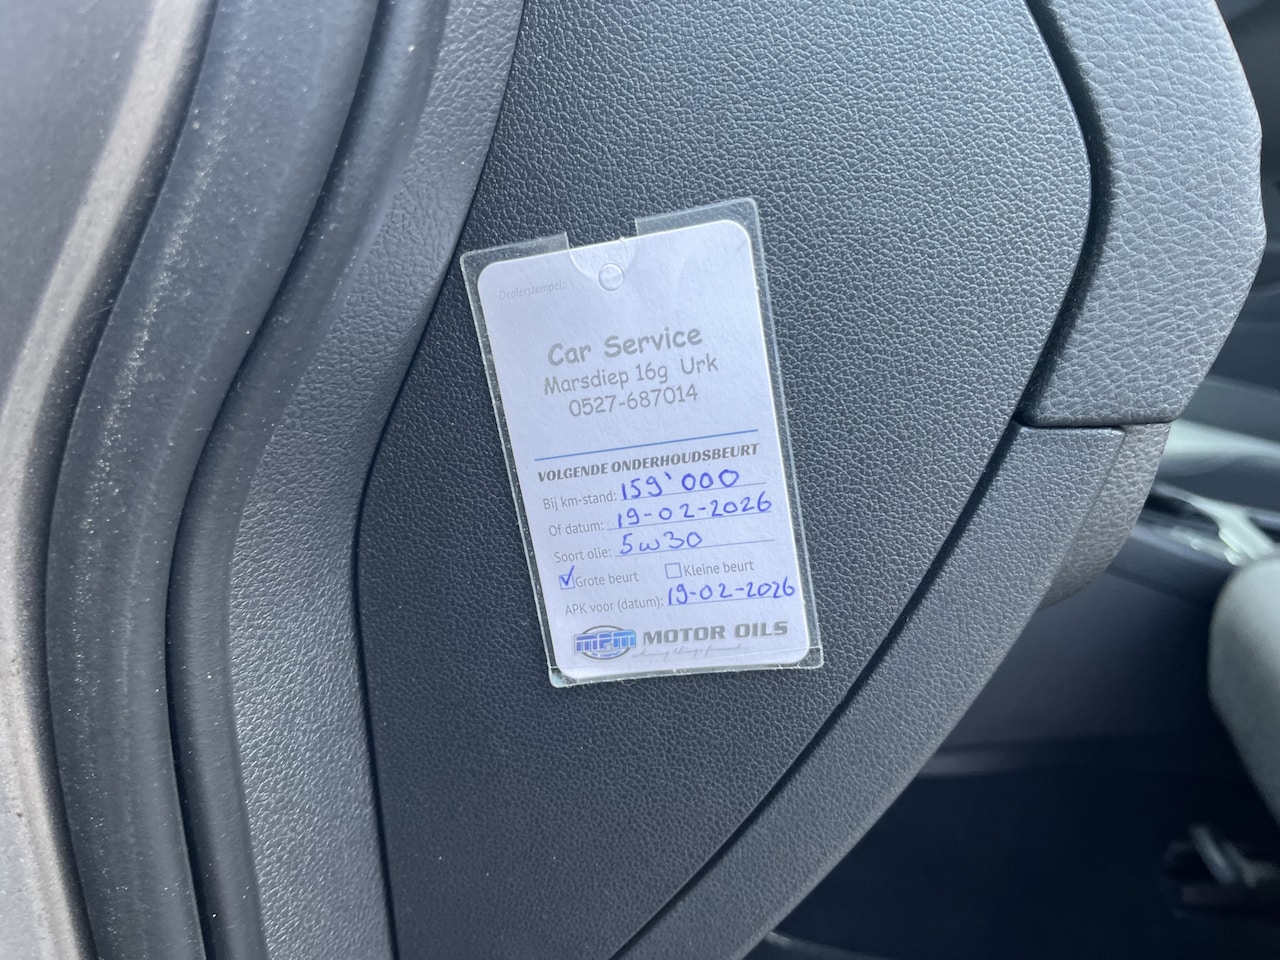 Dealerstempel:
Car Service
Marsdiep 16g Urk
0527-687014
VOLGENDE ONDERHOUDSBEURT
Bij km-stand: 159'000
Of datum: 19-02-2026
Soort olie: 5w30
Grote beurt Kleine beurt
APK voor (datum): 19-02-2026
MPM MOTOR OILS